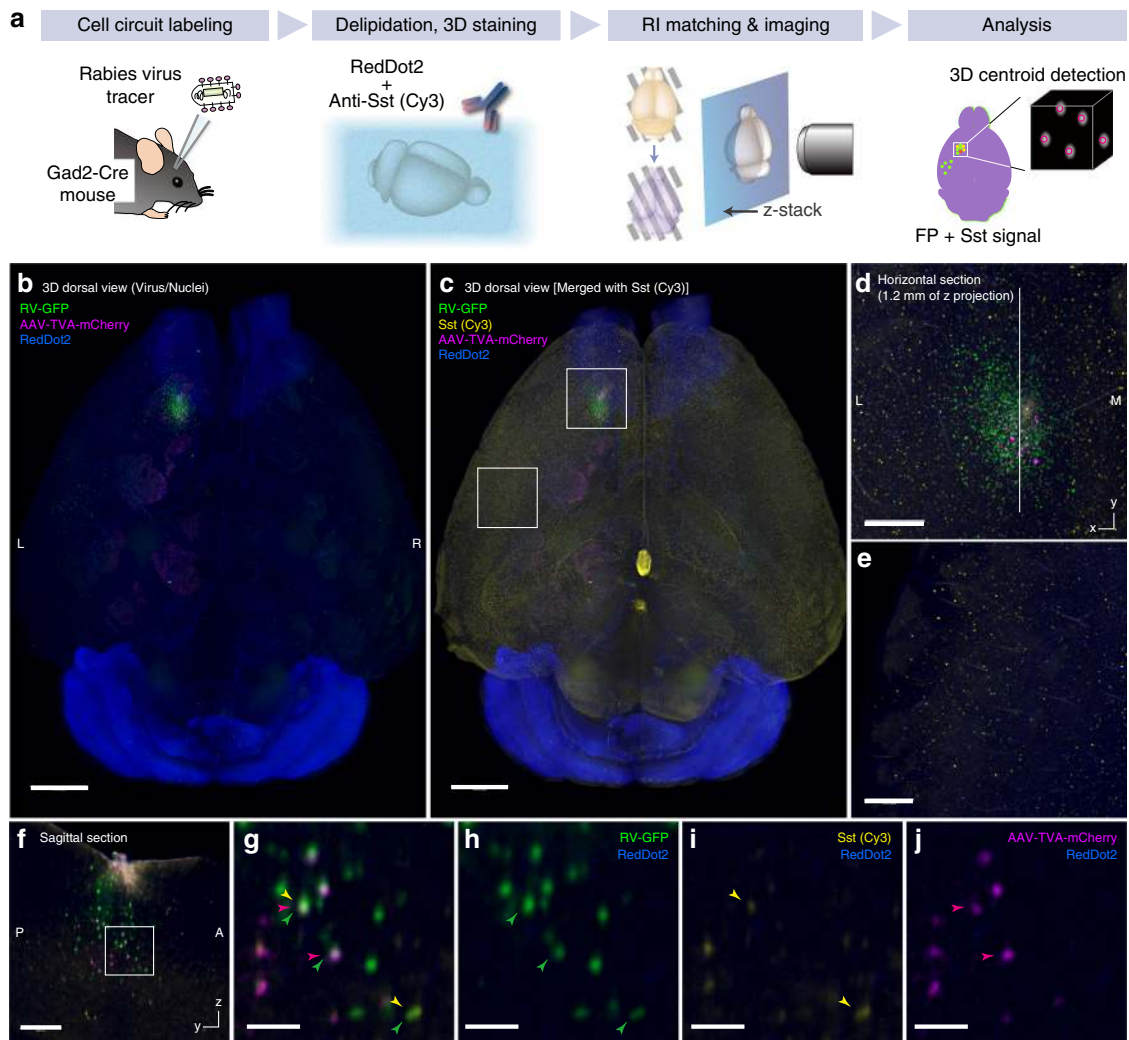 a
Cell circuit labeling
Delipidation, 3D staining
RI matching & imaging
Analysis
Rabies virus
tracer
Gad2-Cre
mouse
RedDot2
+
Anti-Sst (Cy3)
z-stack
3D centroid detection
FP + Sst signal
b
3D dorsal view (Virus/Nuclei)
RV-GFP
AAV-TVA-mCherry
RedDot2
L
R
c
3D dorsal view [Merged with Sst (Cy3)]
RV-GFP
Sst (Cy3)
AAV-TVA-mCherry
RedDot2
d
Horizontal section
(1.2 mm of z projection)
L
M
y
x
e
f
Sagittal section
P
A
z
y
g
h
RV-GFP
RedDot2
i
Sst (Cy3)
RedDot2
j
AAV-TVA-mCherry
RedDot2